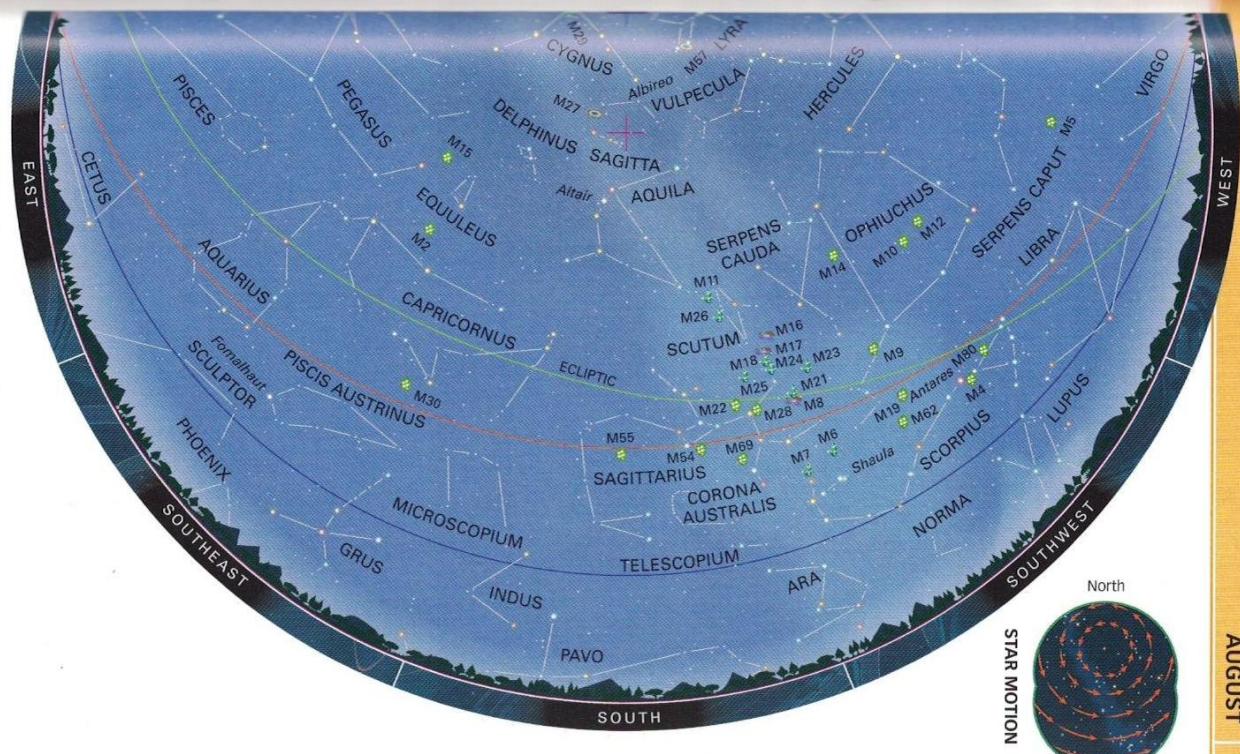 M29
CYGNUS
LYRA
M57
Albireo
VULPECULA
HERCULES
VIRGO
PISCES
PEGASUS
M27
DELPHINUS
SAGITTA
M15
M5
CETUS
EAST
WEST
Altair
AQUILA
EQUULEUS
M2
OPHIUCHUS
SERPENS CAPUT
M12
M10
M14
LIBRA
SERPENS
CAUDA
AQUARIUS
CAPRICORNUS
M11
M26
SCUTUM
M16
M17
M18
M24
M23
M9
M25
M21
M22
M28
M8
ECLIPTIC
Antares
M80
M4
M19
M62
Fomalhaut
SCULPTOR
PISCIS AUSTRINUS
M30
LUPUS
M55
M54
M69
M6
M7
Shaula
SCORPIUS
SAGITTARIUS
CORONA
AUSTRALIS
PHOENIX
MICROSCOPIUM
NORMA
GRUS
TELESCOPIUM
ARA
INDUS
PAVO
SOUTHEAST
SOUTH
SOUTHWEST
North
STAR MOTION
AUGUST